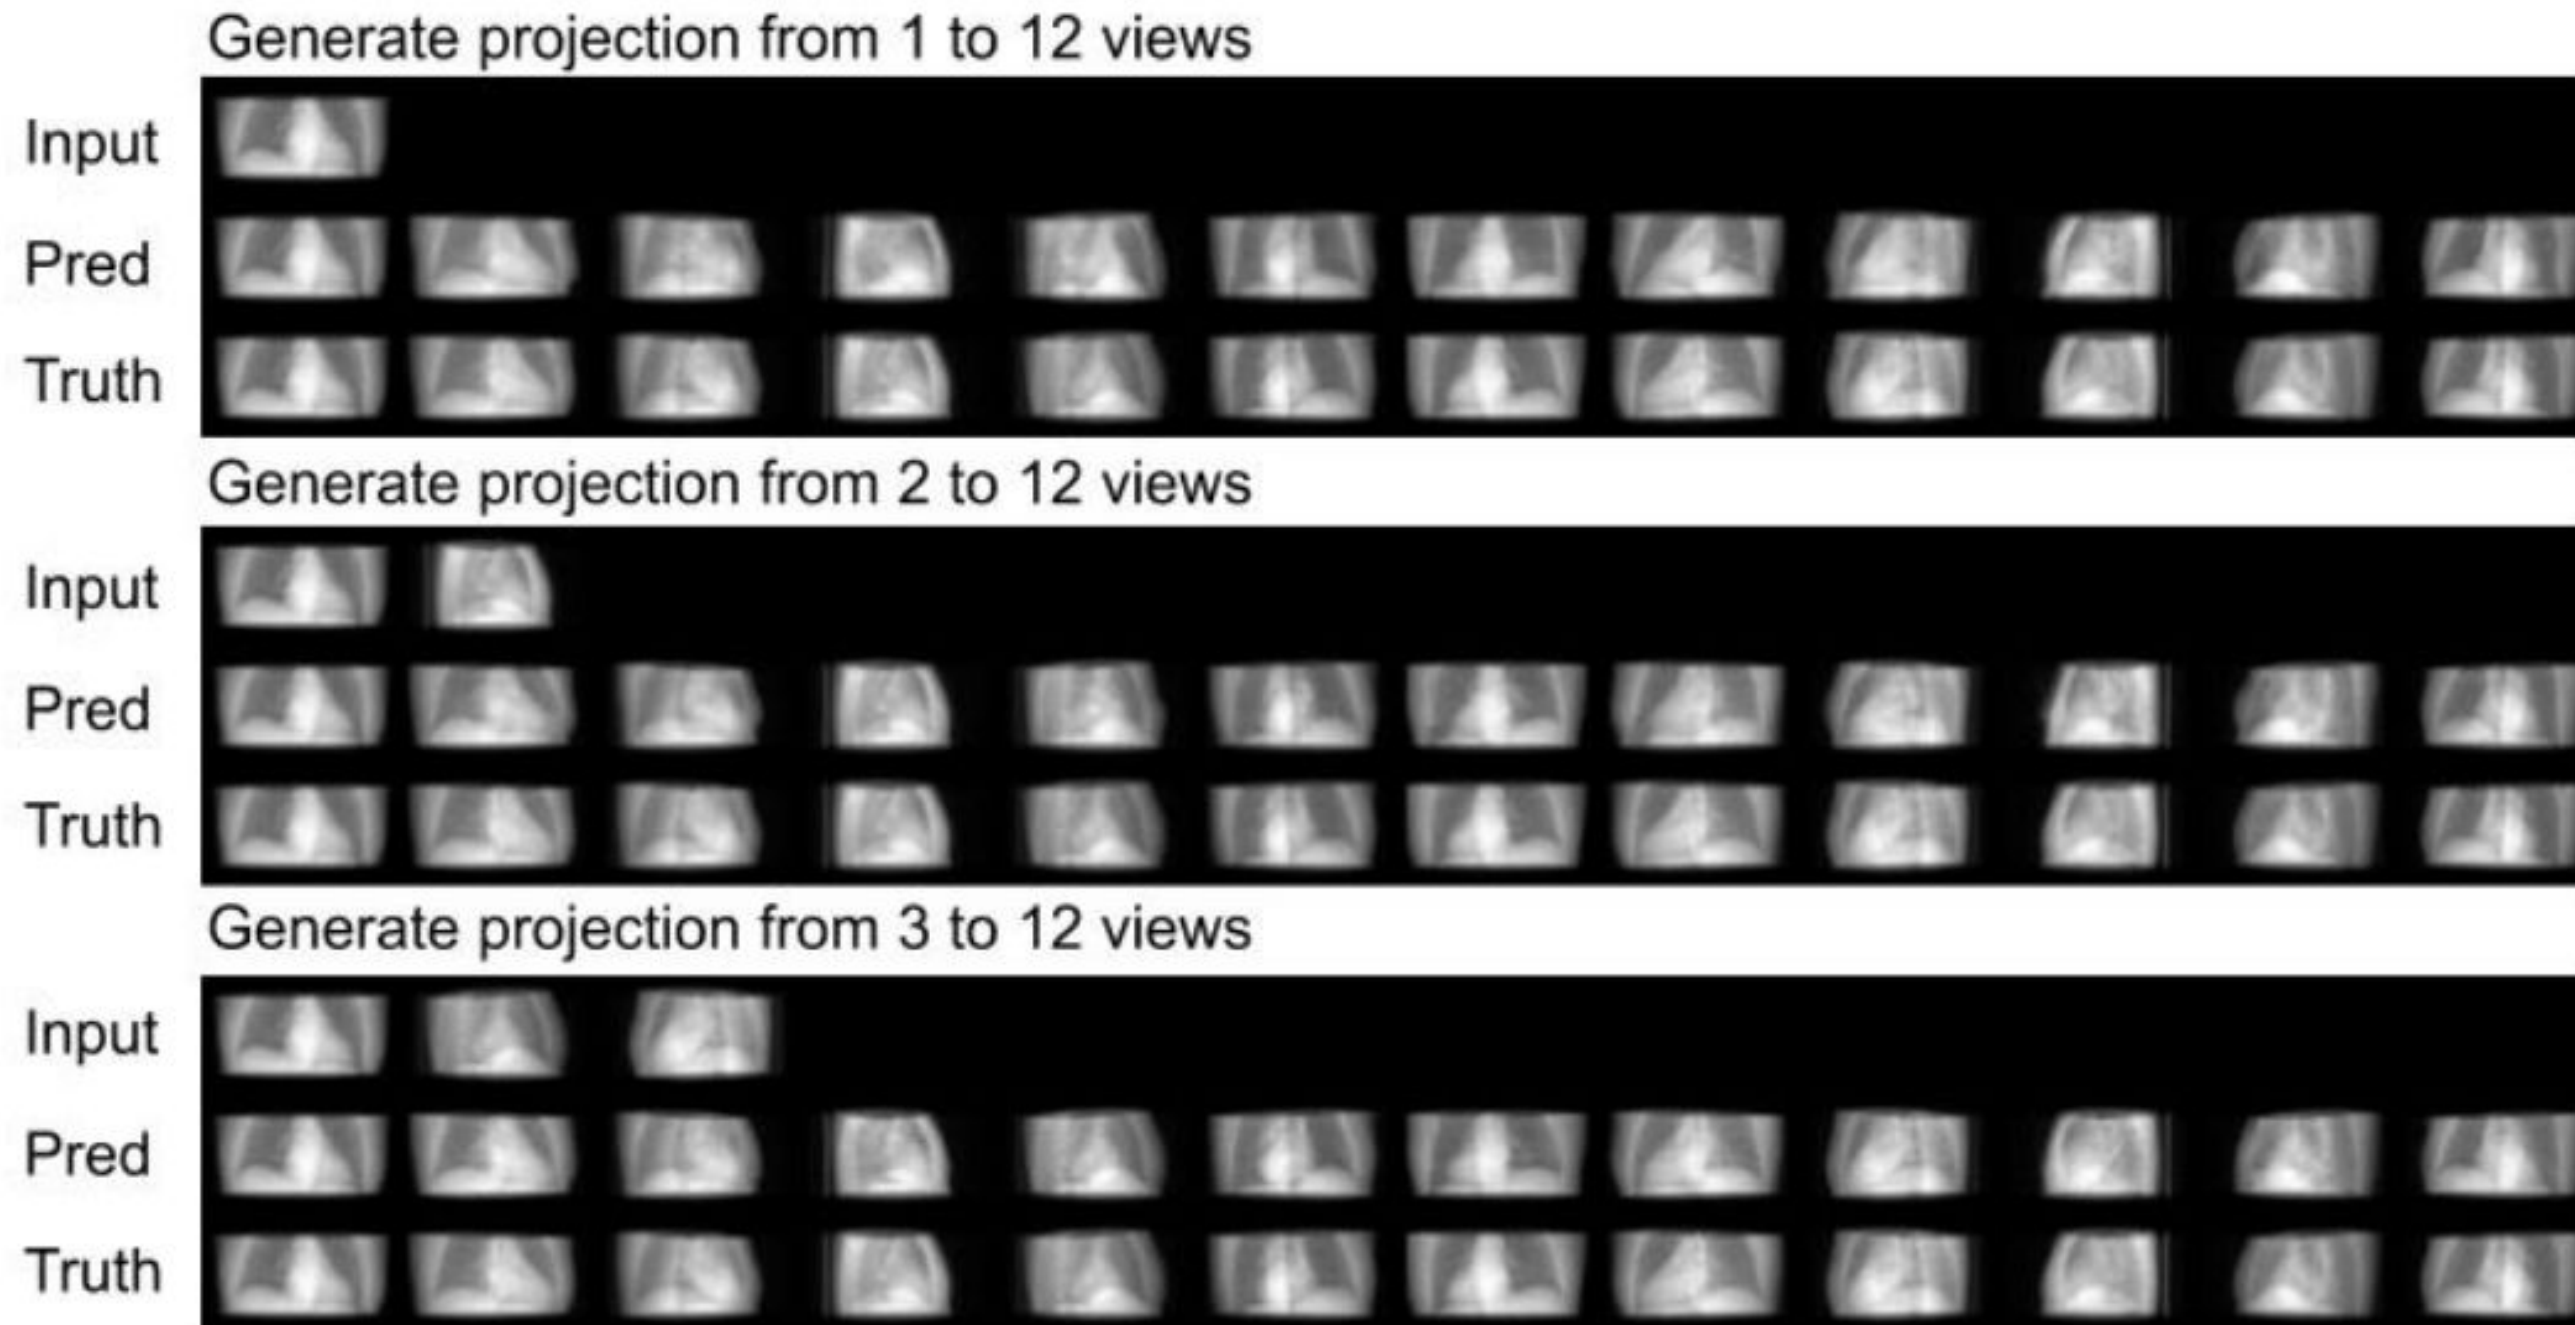 Generate projection from 1 to 12 views
Input
Pred
Truth
Generate projection from 2 to 12 views
Input
Pred
Truth
Generate projection from 3 to 12 views
Input
Pred
Truth